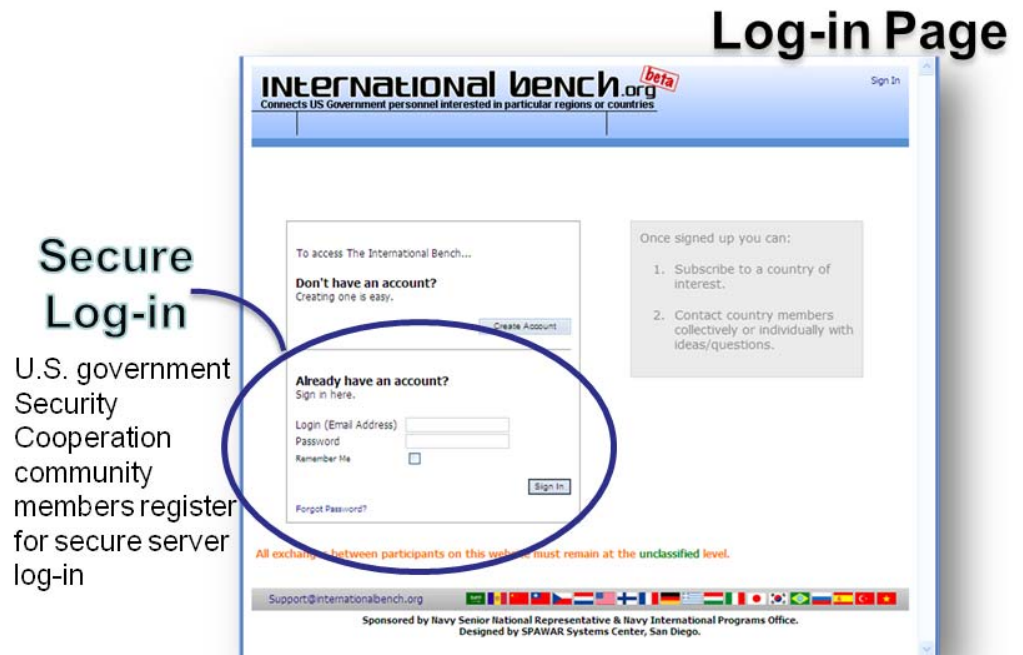 Log-in Page
International bench.org
beta
Connects US Government personnel interested in particular regions or countries
Sign In
Secure
Log-in
U.S. government
Security
Cooperation
community
members register
for secure server
log-in
To access The International Bench...
Don't have an account?
Creating one is easy.
Create Account
Already have an account?
Sign in here.
Login (Email Address)
Password
Remember Me
Sign In
Forgot Password?
Once signed up you can:
1. Subscribe to a country of
interest.
2. Contact country members
collectively or individually with
ideas/questions.
All exchanges between participants on this website must remain at the unclassified level.
Support@internationalbench.org
Sponsored by Navy Senior National Representative & Navy International Programs Office.
Designed by SPAWAR Systems Center, San Diego.